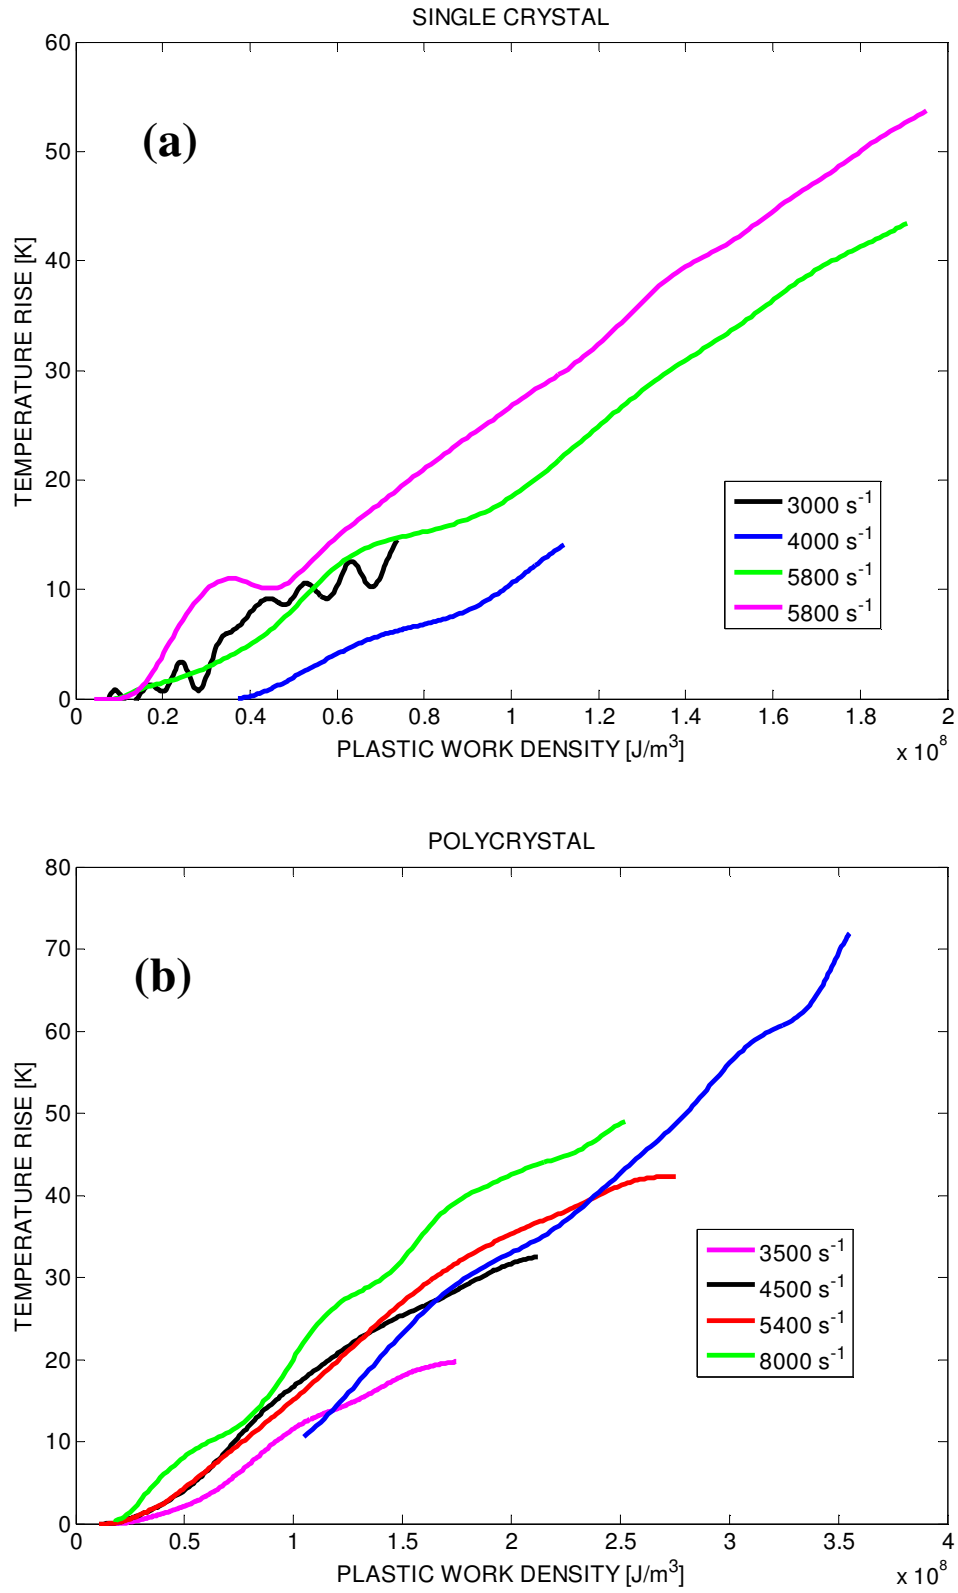 SINGLE CRYSTAL
60
50
40
30
20
10
0
(a)
TEMPERATURE RISE [K]
3000 s-1
4000 s-1
5800 s-1
5800 s-1
0 0.2 0.4 0.6 0.8 1 1.2 1.4 1.6 1.8 2
PLASTIC WORK DENSITY [J/m3]
x 10^8
POLYCRYSTAL
80
70
60
50
40
30
20
10
0
(b)
TEMPERATURE RISE [K]
3500 s-1
4500 s-1
5400 s-1
8000 s-1
0 0.5 1 1.5 2 2.5 3 3.5 4
PLASTIC WORK DENSITY [J/m3]
x 10^8